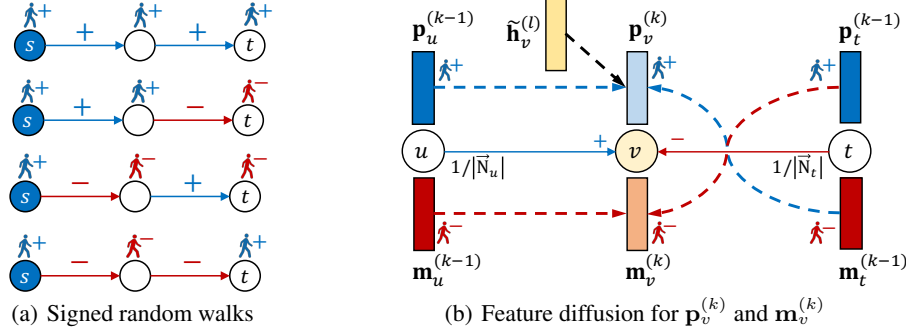 + + +
+ +
s t
+ + −
+ −
s t
+ − −
− +
s t
+ − +
− −
s t
(a) Signed random walks
p_u^{(k−1)} h̃_v^{(l)} p_v^{(k)} p_t^{(k−1)}
+ + +
u + v − t
1/|N⃗_u| 1/|N⃗_t|
− − −
m_u^{(k−1)} m_v^{(k)} m_t^{(k−1)}
(b) Feature diffusion for p_v^{(k)} and m_v^{(k)}